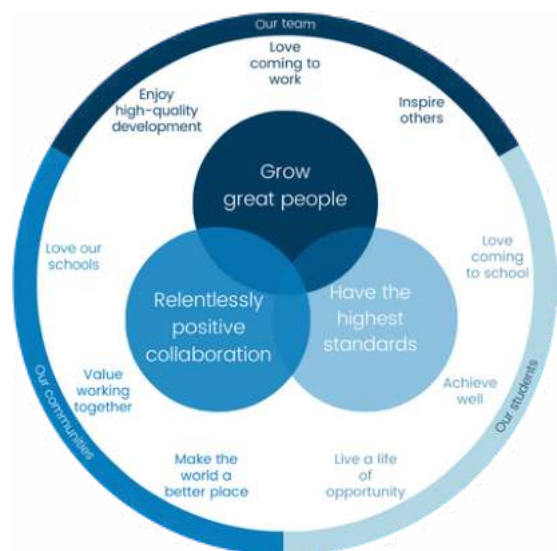 Our team
Love
coming to
work
Enjoy
high-quality
development
Inspire
others
Grow
great people
Love our
schools
Love
coming
to school
Relentlessly
positive
collaboration
Have the
highest
standards
Value
working
together
Achieve
well
Our communities
Our students
Make the
world a
better place
Live a life
of
opportunity